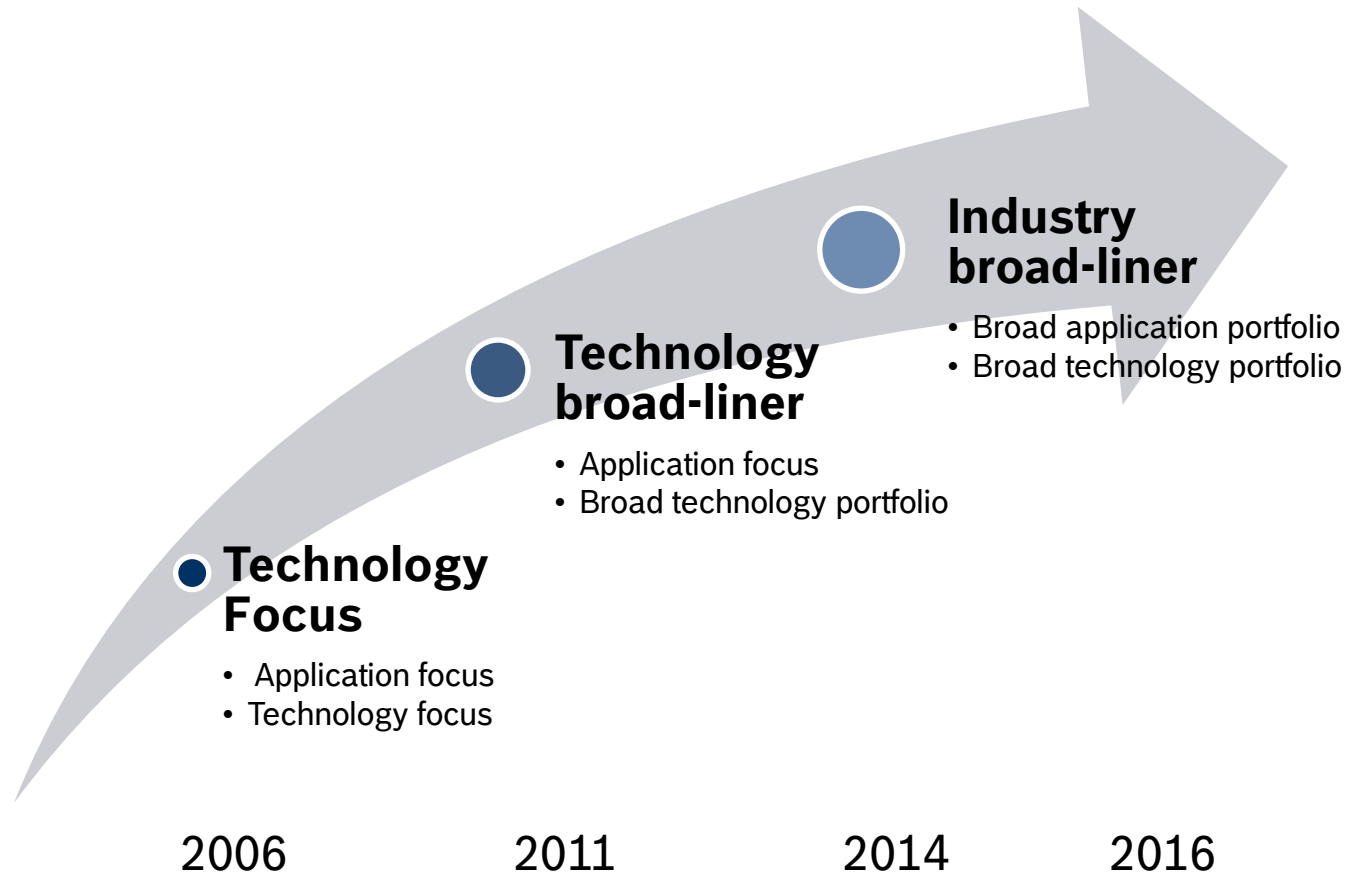 Industry
broad-liner
• Broad application portfolio
• Broad technology portfolio
Technology
broad-liner
• Application focus
• Broad technology portfolio
Technology
Focus
• Application focus
• Technology focus
2006 2011 2014 2016